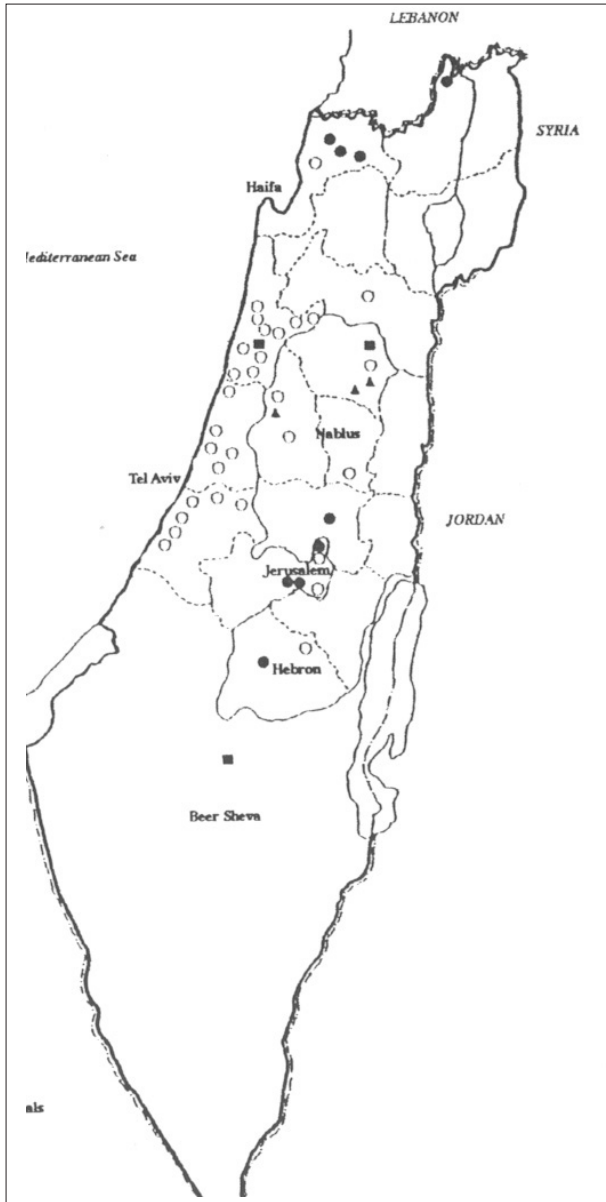 LEBANON
SYRIA
Haifa
lediterranean Sea
Nablus
Tel Aviv
JORDAN
Jerusalem
Hebron
Beer Sheva
als